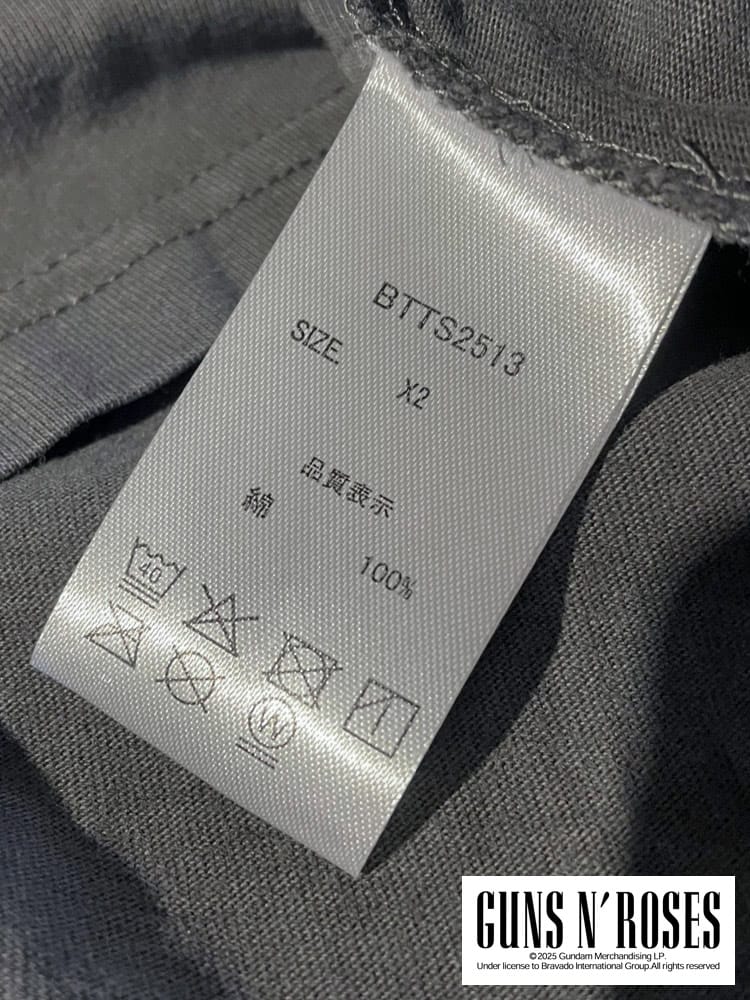 BTTS2513
SIZE. X2
品質表示
綿 100%
40
W
GUNS N' ROSES
©2025 Gundam Merchandising LP.
Under license to Bravado International Group.All rights reserved